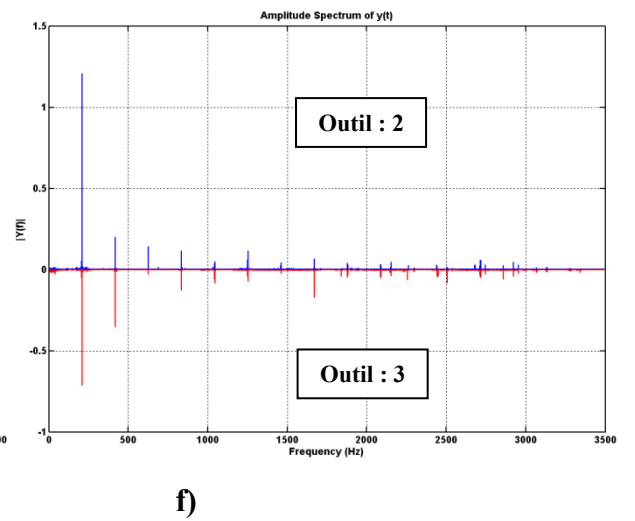 Amplitude Spectrum of y(t)
1.5
1
0.5
0
-0.5
-1
|Y(f)|
Outil : 2
Outil : 3
00
0 500 1000 1500 2000 2500 3000 3500
Frequency (Hz)
f)